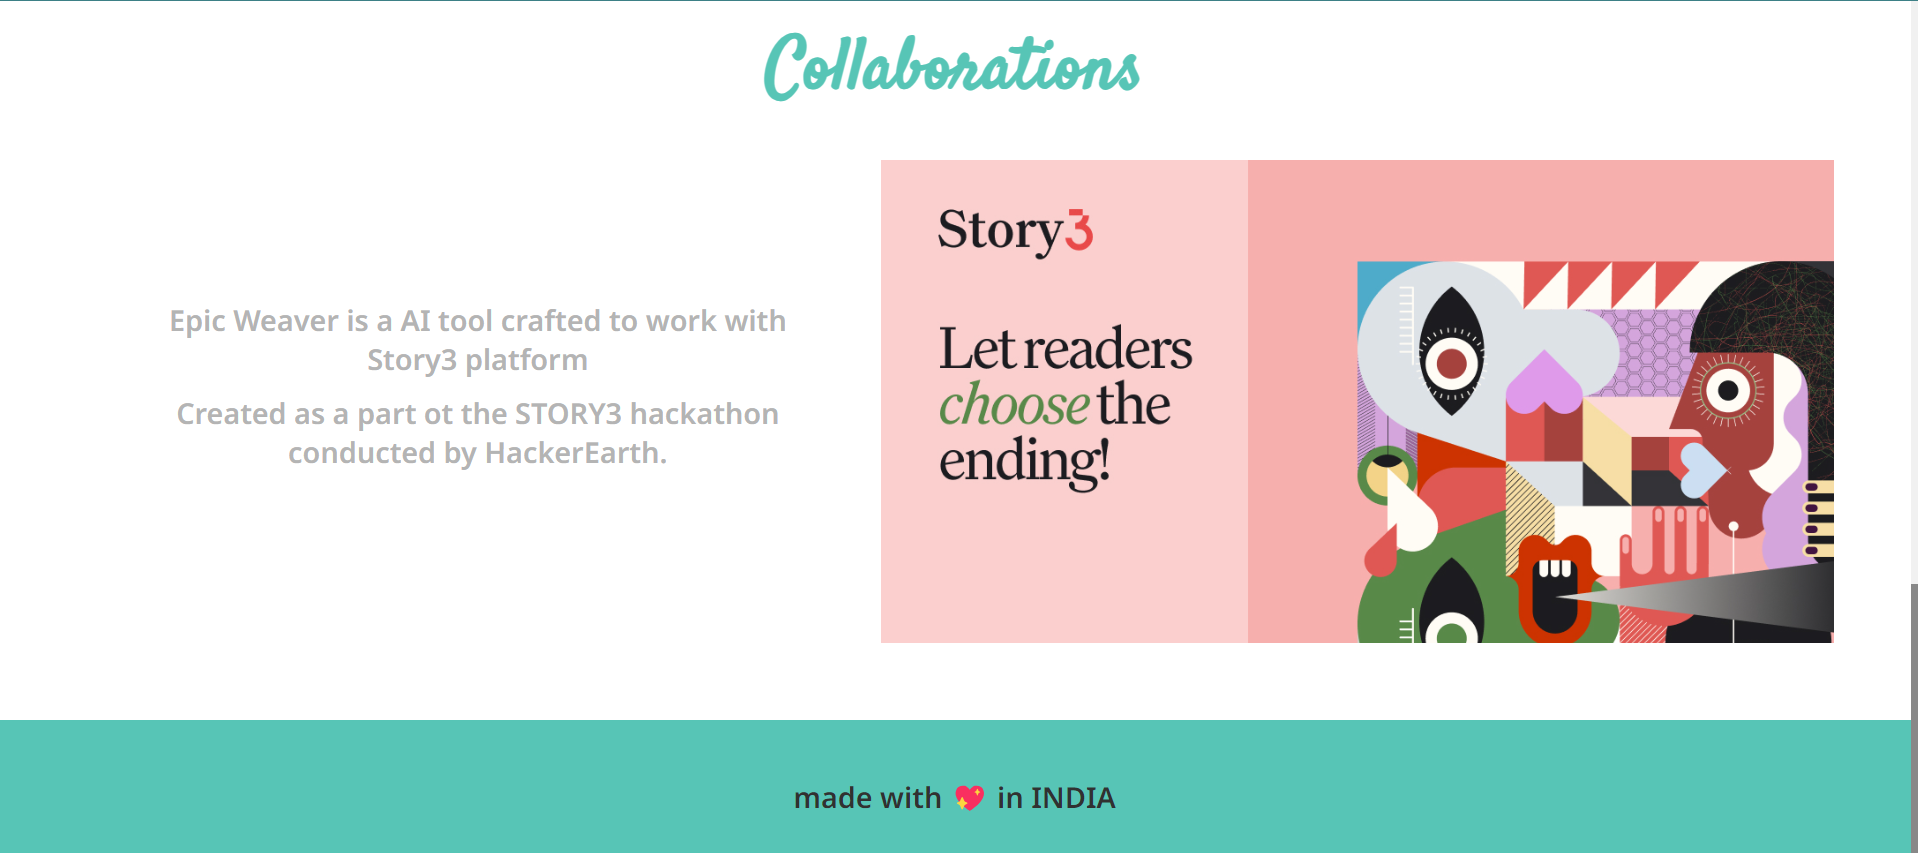 Collaborations
Epic Weaver is a AI tool crafted to work with
Story3 platform
Created as a part ot the STORY3 hackathon
conducted by HackerEarth.
Story3
Let readers
choose the
ending!
made with 💖 in INDIA